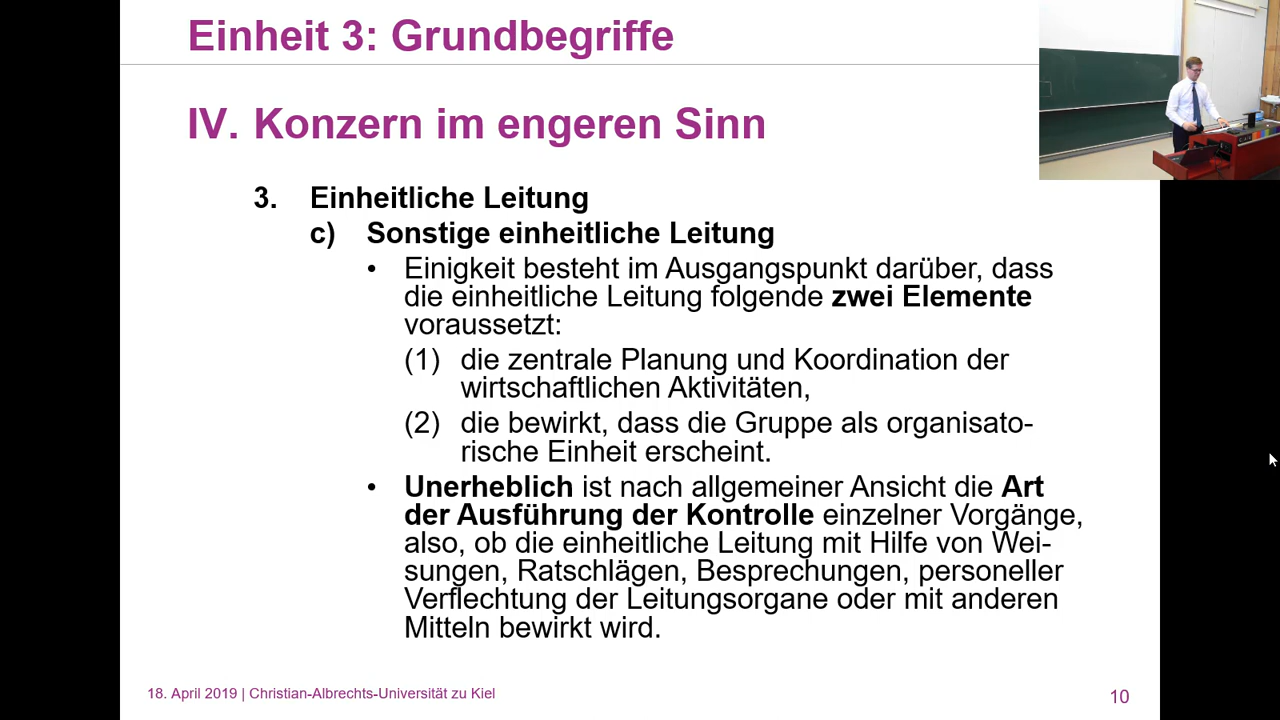 Einheit 3: Grundbegriffe
IV. Konzern im engeren Sinn
3. Einheitliche Leitung
c) Sonstige einheitliche Leitung
• Einigkeit besteht im Ausgangspunkt darüber, dass
die einheitliche Leitung folgende zwei Elemente
voraussetzt:
(1) die zentrale Planung und Koordination der
wirtschaftlichen Aktivitäten,
(2) die bewirkt, dass die Gruppe als organisato-
rische Einheit erscheint.
• Unerheblich ist nach allgemeiner Ansicht die Art
der Ausführung der Kontrolle einzelner Vorgänge,
also, ob die einheitliche Leitung mit Hilfe von Wei-
sungen, Ratschlägen, Besprechungen, personeller
Verflechtung der Leitungsorgane oder mit anderen
Mitteln bewirkt wird.
18. April 2019 | Christian-Albrechts-Universität zu Kiel
10